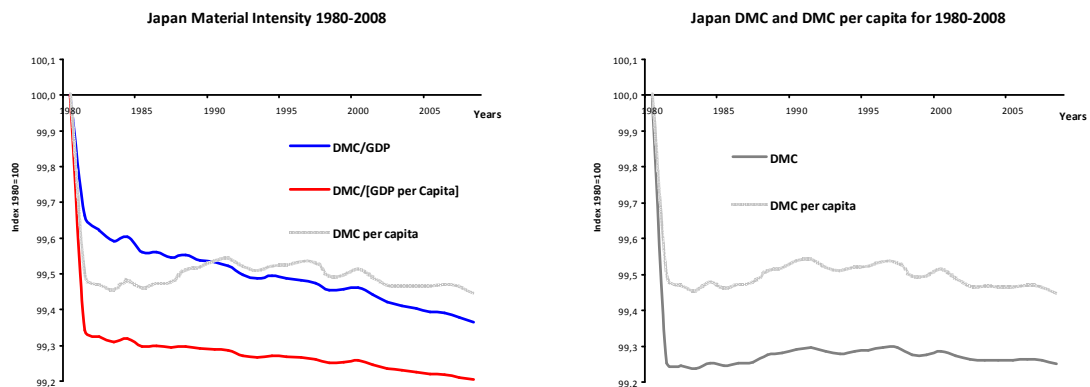 Japan Material Intensity 1980-2008
Index 1980=100
100,1
100,0
99,9
99,8
99,7
99,6
99,5
99,4
99,3
99,2
1980
1985
1990
1995
2000
2005
Years
DMC/GDP
DMC/[GDP per Capita]
DMC per capita
Japan DMC and DMC per capita for 1980-2008
Index 1980=100
100,1
100,0
99,9
99,8
99,7
99,6
99,5
99,4
99,3
99,2
1980
1985
1990
1995
2000
2005
Years
DMC
DMC per capita